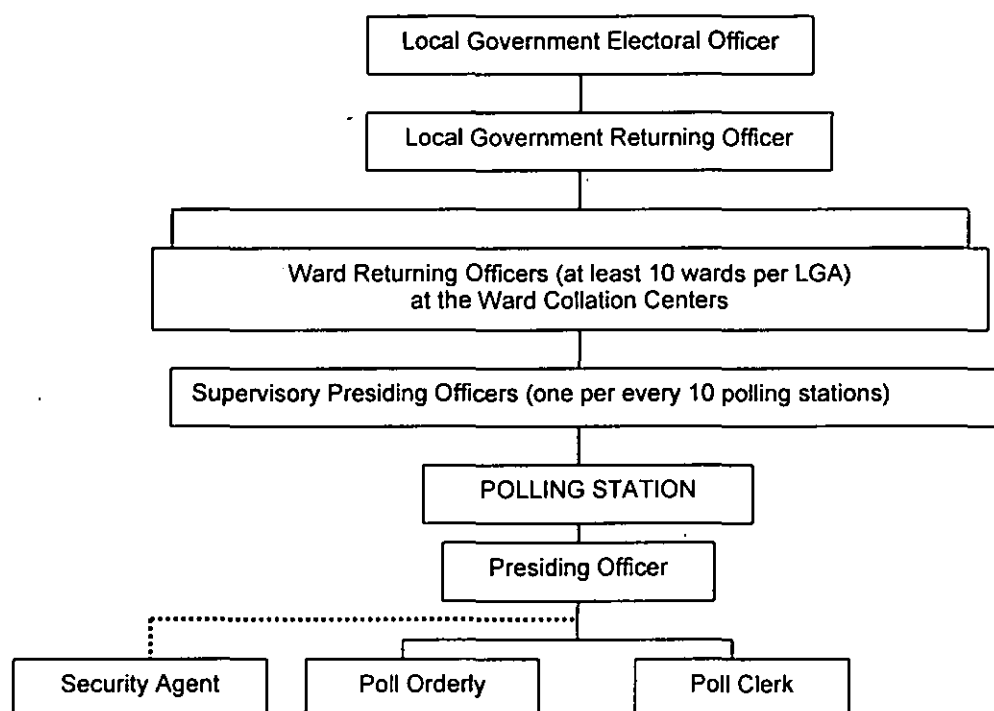 Local Government Electoral Officer
Local Government Returning Officer
Ward Returning Officers (at least 10 wards per LGA)
at the Ward Collation Centers
Supervisory Presiding Officers (one per every 10 polling stations)
POLLING STATION
Presiding Officer
Security Agent
Poll Orderly
Poll Clerk